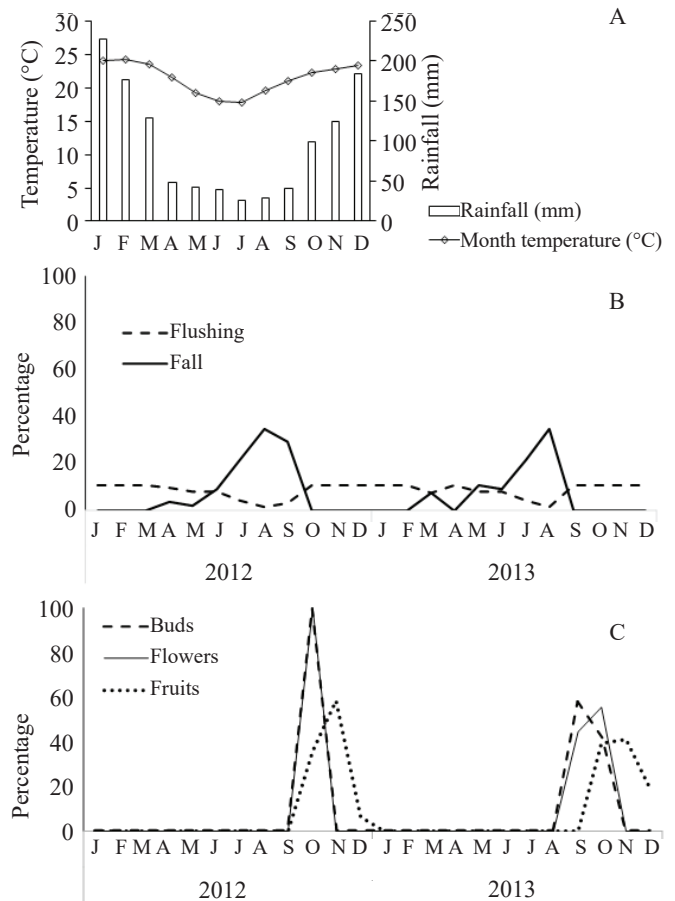 A
Temperature (°C)
30
25
20
15
10
5
0
250
200
150
100
50
0
Rainfall (mm)
J F M A M J J A S O N D
Rainfall (mm)
Month temperature (°C)
B
Percentage
100
80
60
40
20
0
Flushing
Fall
J F M A M J J A S O N D J F M A M J J A S O N D
2012 2013
C
Percentage
100
80
60
40
20
0
Buds
Flowers
Fruits
J F M A M J J A S O N D J F M A M J J A S O N D
2012 2013